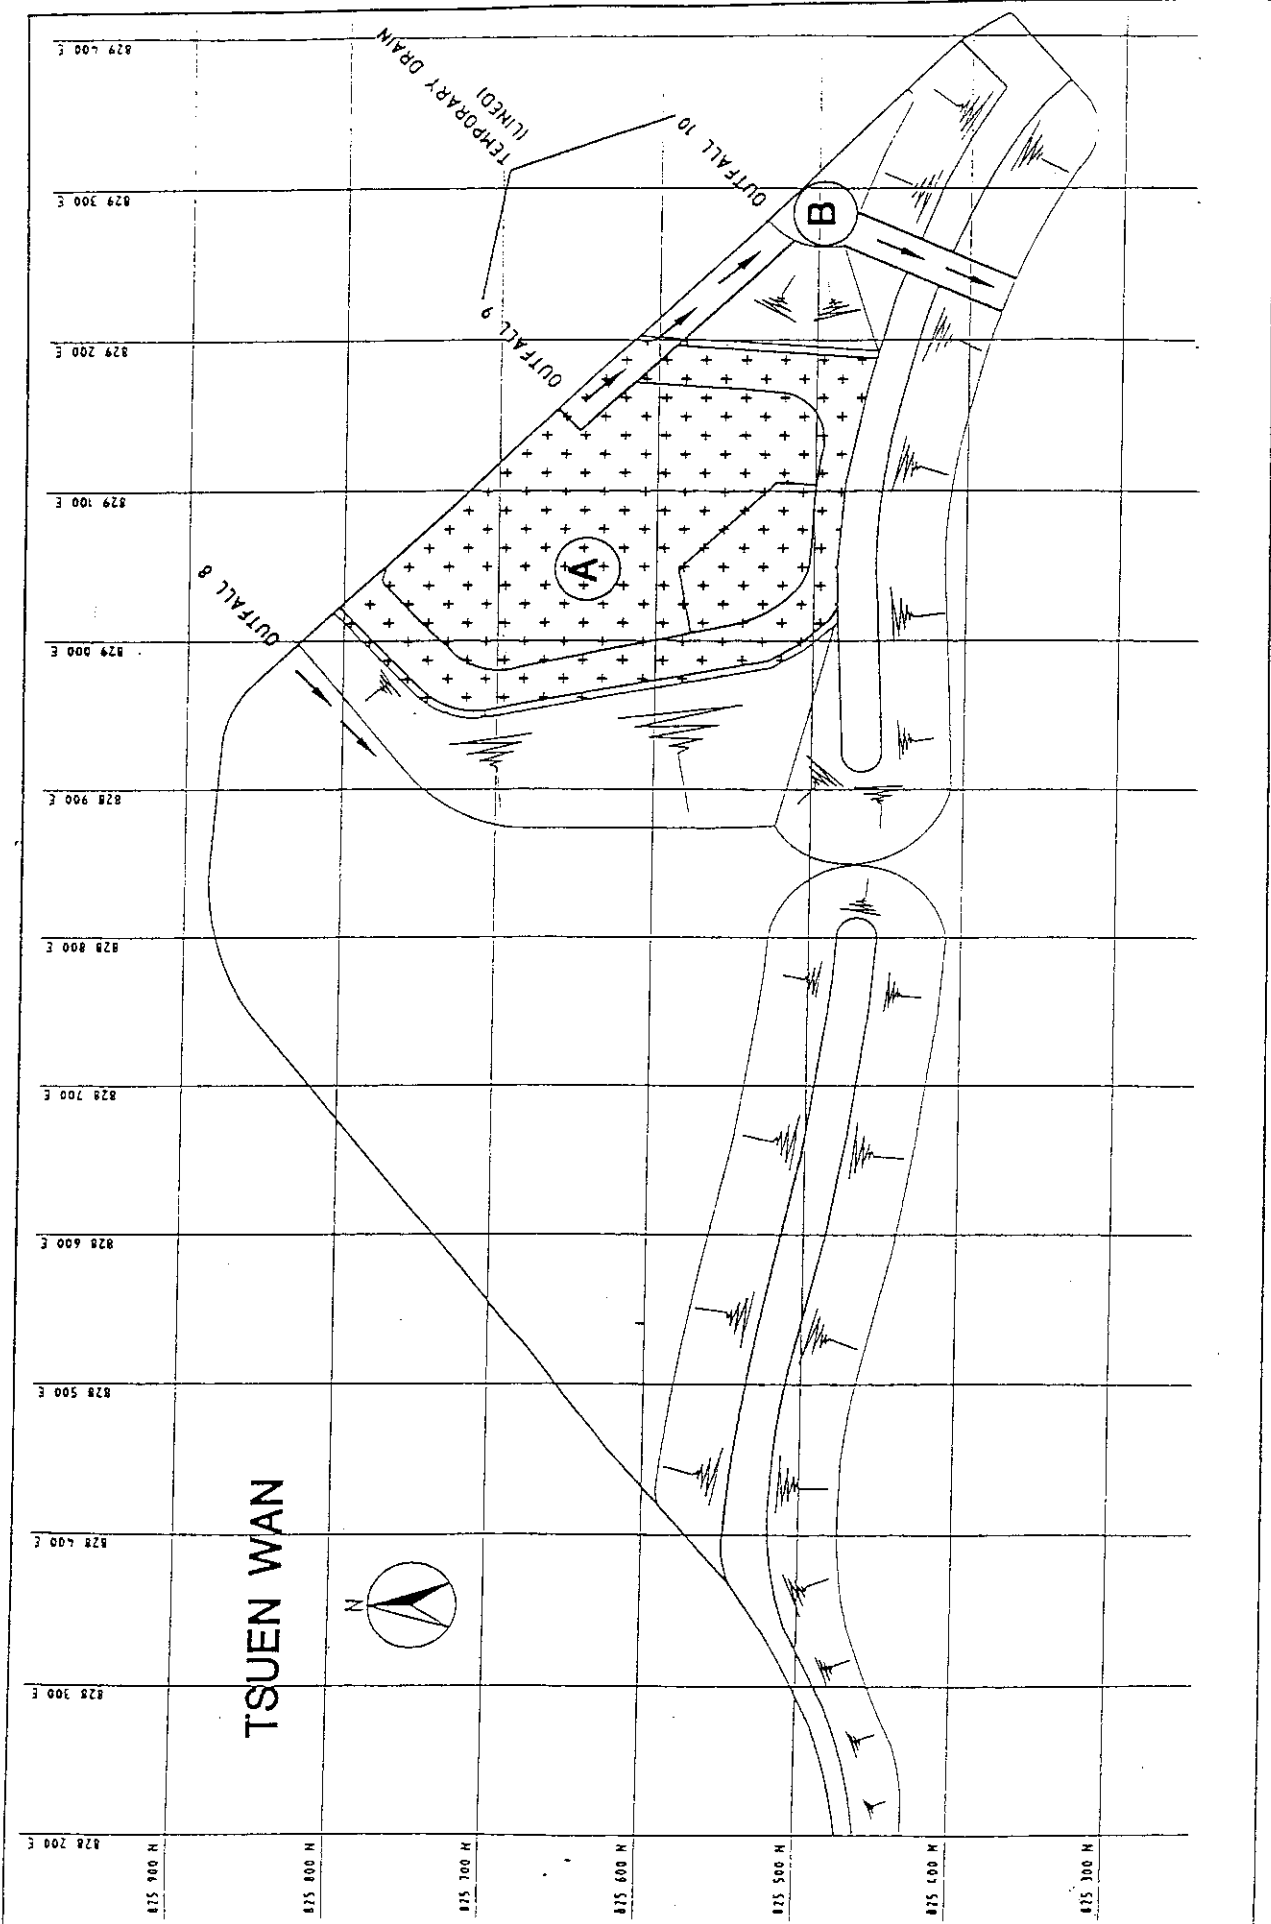 829 400 E
829 300 E
829 200 E
829 100 E
829 000 E
828 900 E
828 800 E
828 700 E
828 600 E
828 500 E
828 400 E
828 300 E
828 200 E
TEMPORARY DRAIN
(LINED)
OUTFALL 10
OUTFALL 9
OUTFALL 8
B
A
TSUEN WAN
N
825 900 N
825 800 N
825 700 N
825 600 N
825 500 N
825 400 N
825 300 N